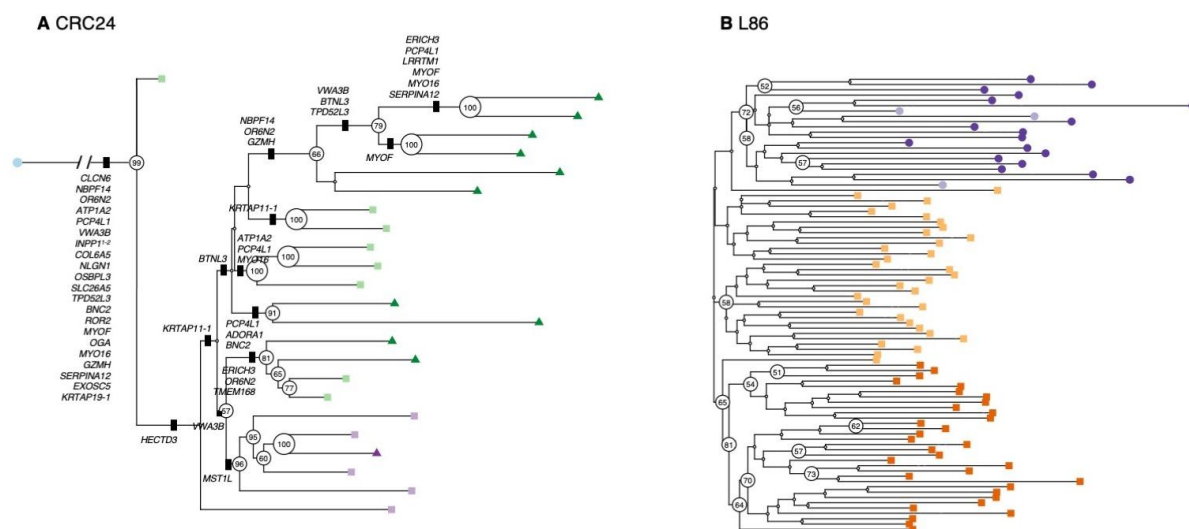 A CRC24
B L86
ERICH3
PCP4L1
LRRTM1
MYOF
MYO16
SERPINA12
VWA3B
BTNL3
TPD52L3
100
79
MYOF
100
NBPF14
OR6N2
GZMH
66
99
CLCN6
NBPF14
OR6N2
ATP1A2
PCP4L1
VWA3B
INPP1¹⁻²
COL6A5
NLGN1
OSBPL3
SLC26A5
TPD52L3
BNC2
ROR2
MYOF
OGA
MYO16
GZMH
SERPINA12
EXOSC5
KRTAP19-1
KRTAP11-1
100
ATP1A2
PCP4L1
MYO16
BTNL3
100
100
PCP4L1
ADORA1
BNC2
91
KRTAP11-1
ERICH3
OR6N2
TMEM168
81
65
77
VWA3B
67
HECTD3
MST1L
96
95
100
60
52
72
56
58
57
58
65
51
54
62
81
57
73
70
64